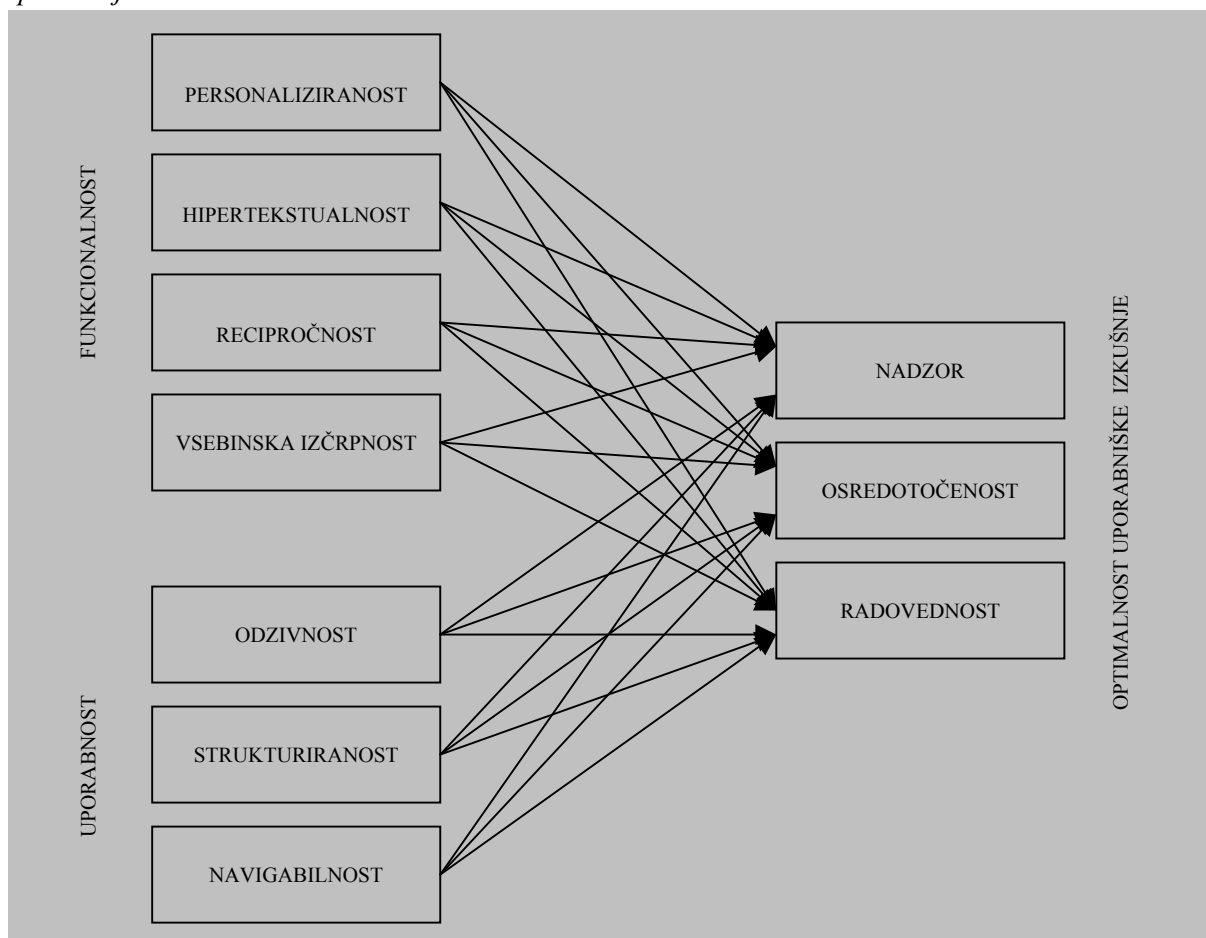 FUNKCIONALNOST
PERSONALIZIRANOST
HIPERTEKSTUALNOST
RECIPROČNOST
VSEBINSKA IZČRPNOST
UPORABNOST
ODZIVNOST
STRUKTURIRANOST
NAVIGABILNOST
NADZOR
OSREDOTOČENOST
RADOVEDNOST
OPTIMALNOST UPORABNIŠKE IZKUŠNJE